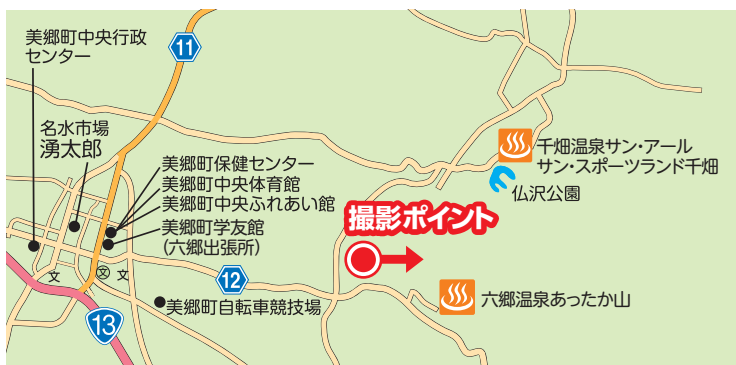 美郷町中央行政
センター
11
名水市場
湧太郎
美郷町保健センター
美郷町中央体育館
美郷町中央ふれあい館
美郷町学友館
(六郷出張所)
千畑温泉サン・アール
サン・スポーツランド千畑
仏沢公園
撮影ポイント
文
文
文
12
六郷温泉あったか山
美郷町自転車競技場
13